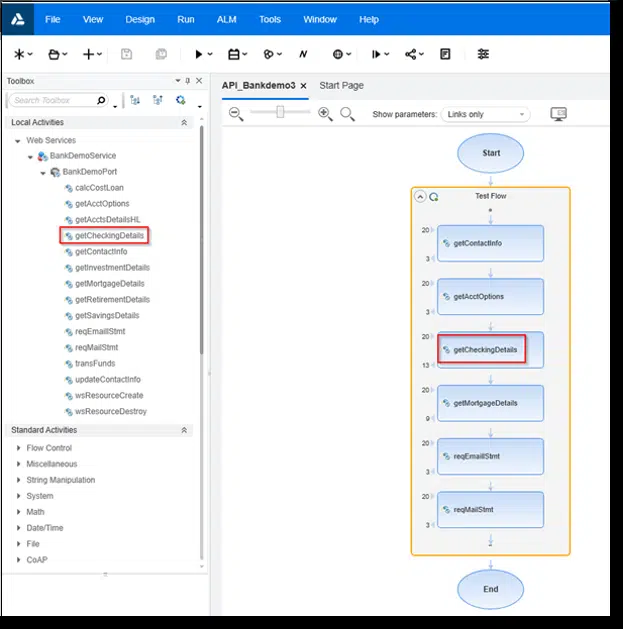 File View Design Run ALM Tools Window Help
Toolbox
Search Toolbox
Local Activities
Web Services
BankDemoService
BankDemoPort
calcCostLoan
getAcctOptions
getAcctsDetailsHL
getCheckingDetails
getContactInfo
getInvestmentDetails
getMortgageDetails
getRetirementDetails
getSavingsDetails
reqEmailStmt
reqMailStmt
transFunds
updateContactInfo
wsResourceCreate
wsResourceDestroy
Standard Activities
Flow Control
Miscellaneous
String Manipulation
System
Math
Date/Time
File
CoAP
API_Bankdemo3 Start Page
Show parameters: Links only
Start
Test Flow
20
getContactInfo
3
20
getAcctOptions
3
20
getCheckingDetails
13
20
getMortgageDetails
9
20
reqEmailStmt
3
20
reqMailStmt
3
End